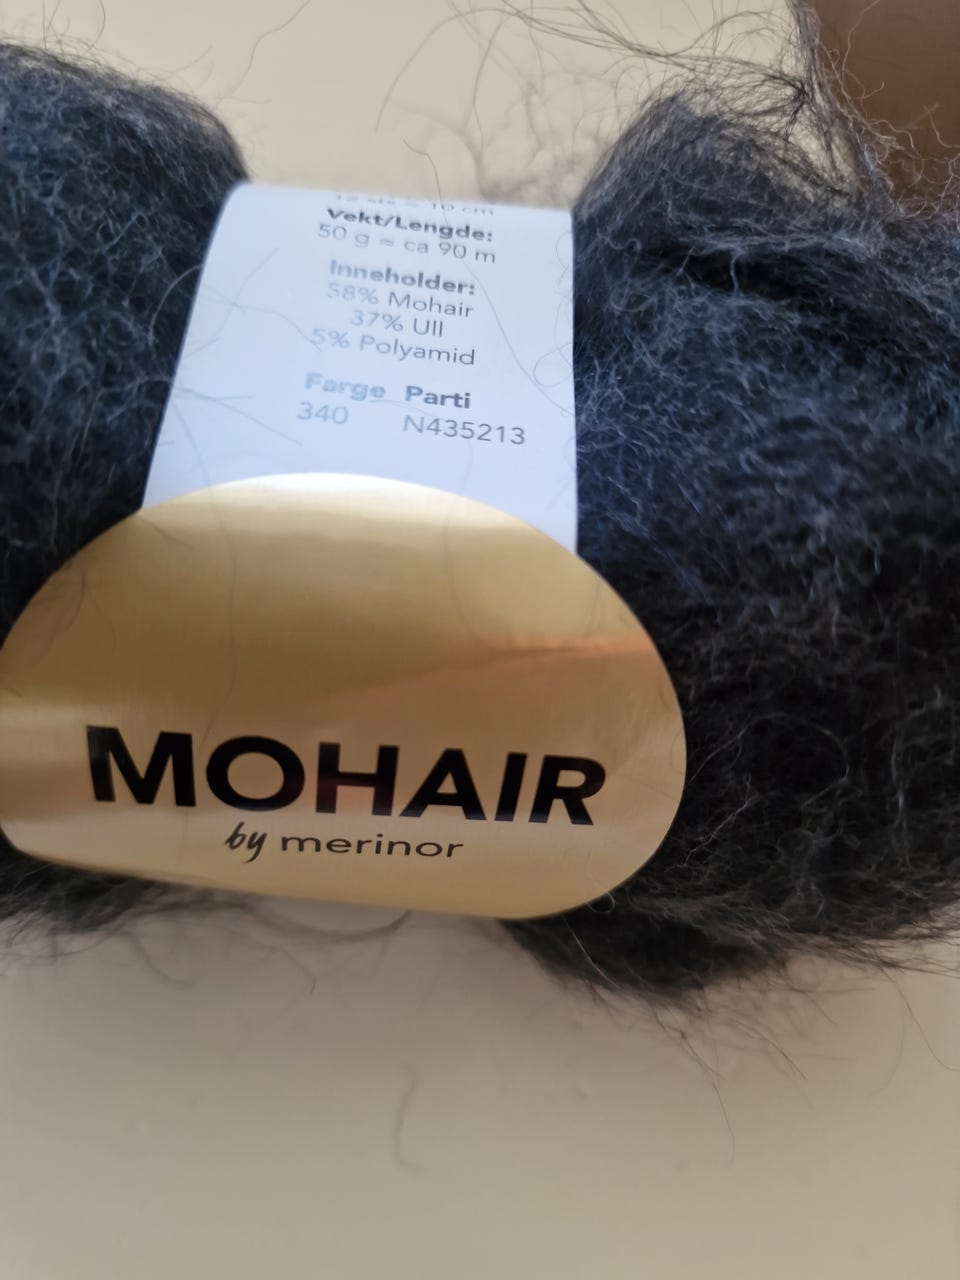 Vekt/Lengde:
50 g ≈ ca 90 m
Inneholder:
58% Mohair
37% Ull
5% Polyamid
Farge Parti
340 N435213
MOHAIR
by merinor